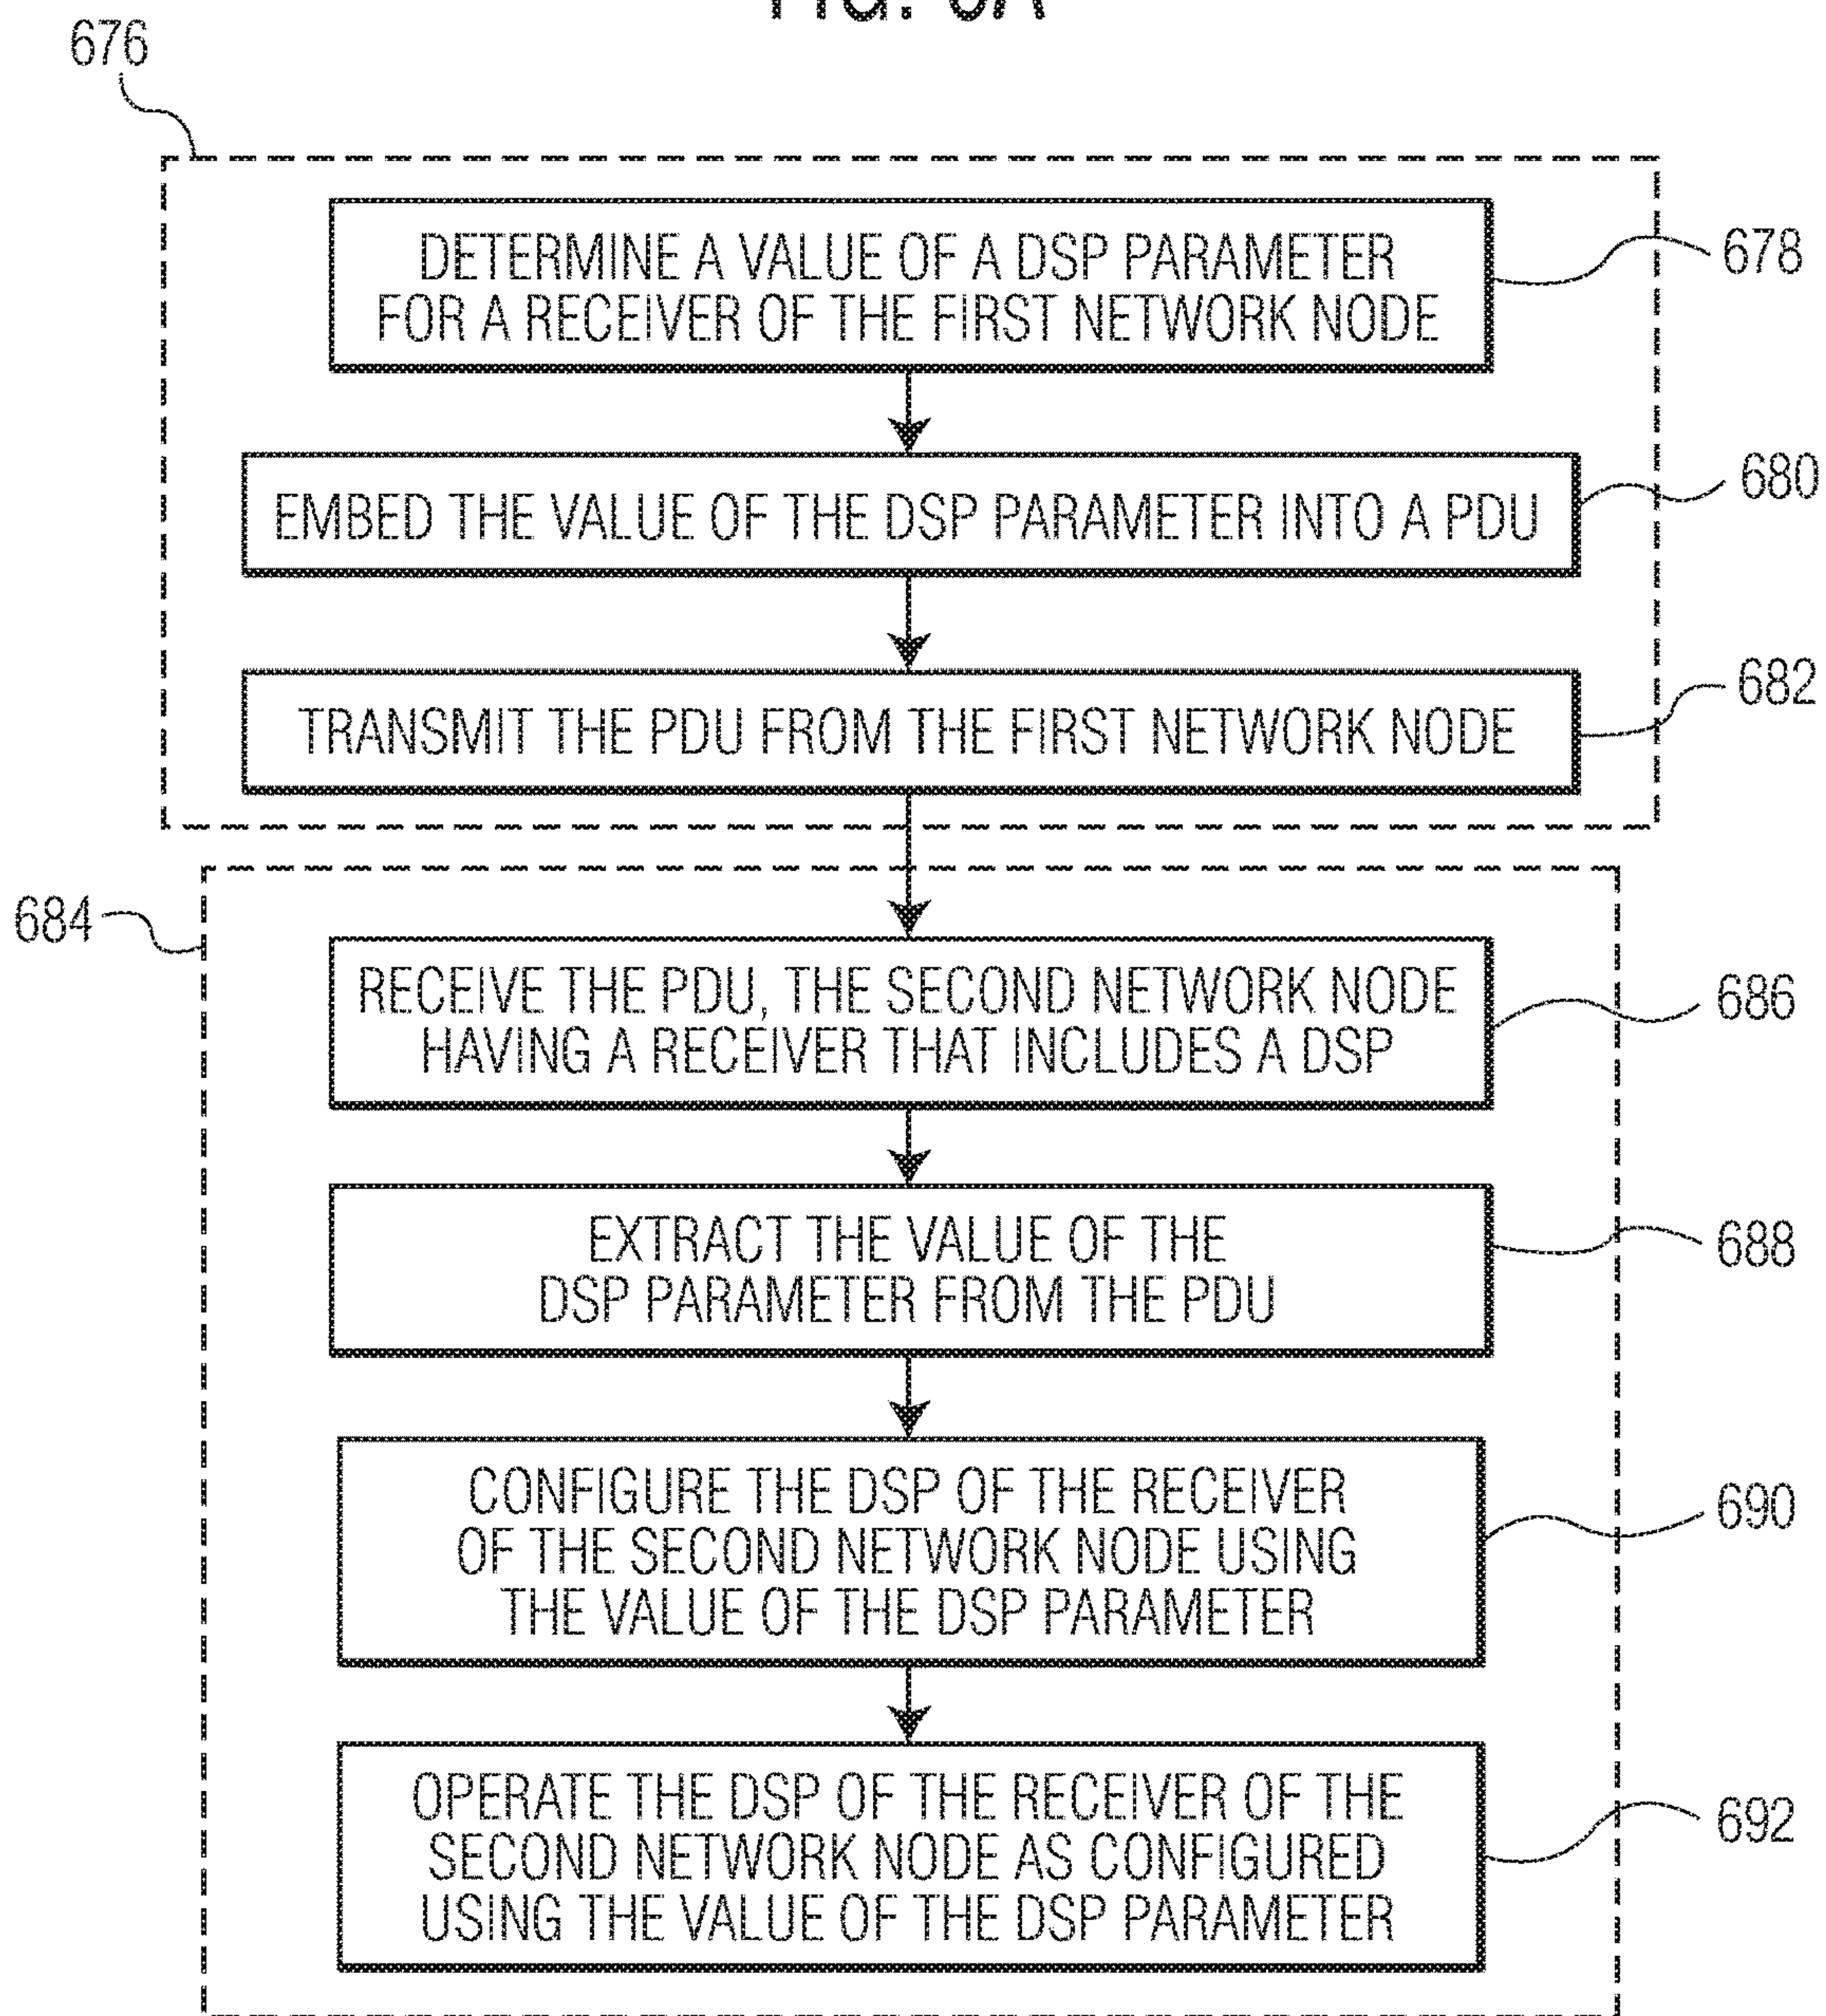 676
DETERMINE A VALUE OF A DSP PARAMETER
FOR A RECEIVER OF THE FIRST NETWORK NODE
678
EMBED THE VALUE OF THE DSP PARAMETER INTO A PDU
680
TRANSMIT THE PDU FROM THE FIRST NETWORK NODE
682
684
RECEIVE THE PDU, THE SECOND NETWORK NODE
HAVING A RECEIVER THAT INCLUDES A DSP
686
EXTRACT THE VALUE OF THE
DSP PARAMETER FROM THE PDU
688
CONFIGURE THE DSP OF THE RECEIVER
OF THE SECOND NETWORK NODE USING
THE VALUE OF THE DSP PARAMETER
690
OPERATE THE DSP OF THE RECEIVER OF THE
SECOND NETWORK NODE AS CONFIGURED
USING THE VALUE OF THE DSP PARAMETER
692